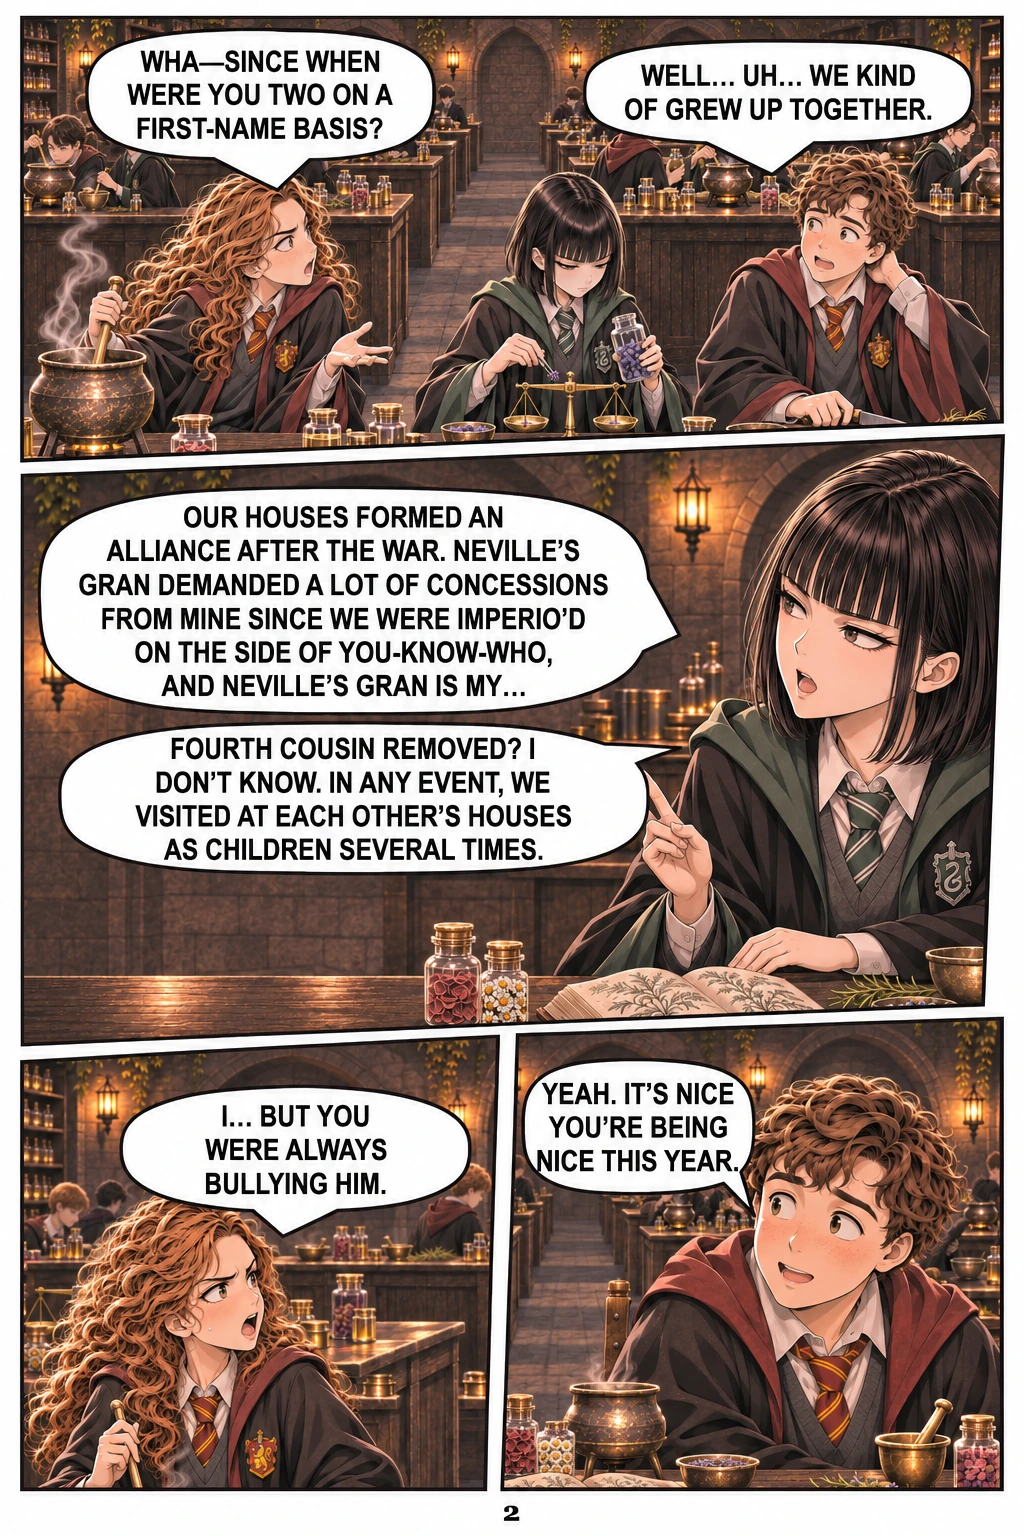 WHA—SINCE WHEN
WERE YOU TWO ON A
FIRST-NAME BASIS?
WELL... UH... WE KIND
OF GREW UP TOGETHER.
OUR HOUSES FORMED AN
ALLIANCE AFTER THE WAR. NEVILLE'S
GRAN DEMANDED A LOT OF CONCESSIONS
FROM MINE SINCE WE WERE IMPERIO'D
ON THE SIDE OF YOU-KNOW-WHO,
AND NEVILLE'S GRAN IS MY...
FOURTH COUSIN REMOVED? I
DON'T KNOW. IN ANY EVENT, WE
VISITED AT EACH OTHER'S HOUSES
AS CHILDREN SEVERAL TIMES.
I... BUT YOU
WERE ALWAYS
BULLYING HIM.
YEAH. IT'S NICE
YOU'RE BEING
NICE THIS YEAR.
2